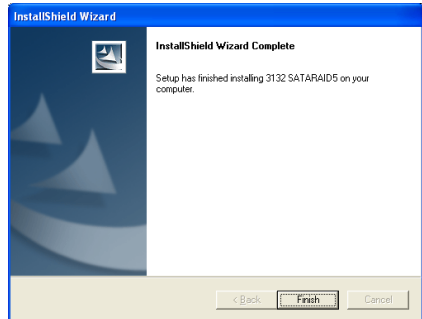 InstallShield Wizard
InstallShield Wizard Complete
Setup has finished installing 3132 SATARAID5 on your
computer.
< Back
Finish
Cancel